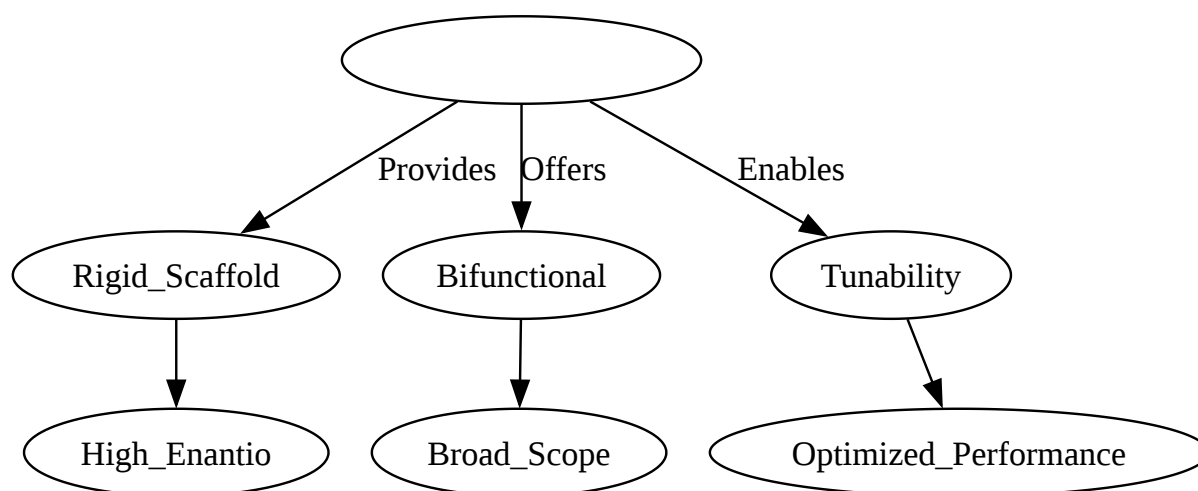 Provides
Offers
Enables
Rigid_Scaffold
Bifunctional
Tunability
High_Enantio
Broad_Scope
Optimized_Performance